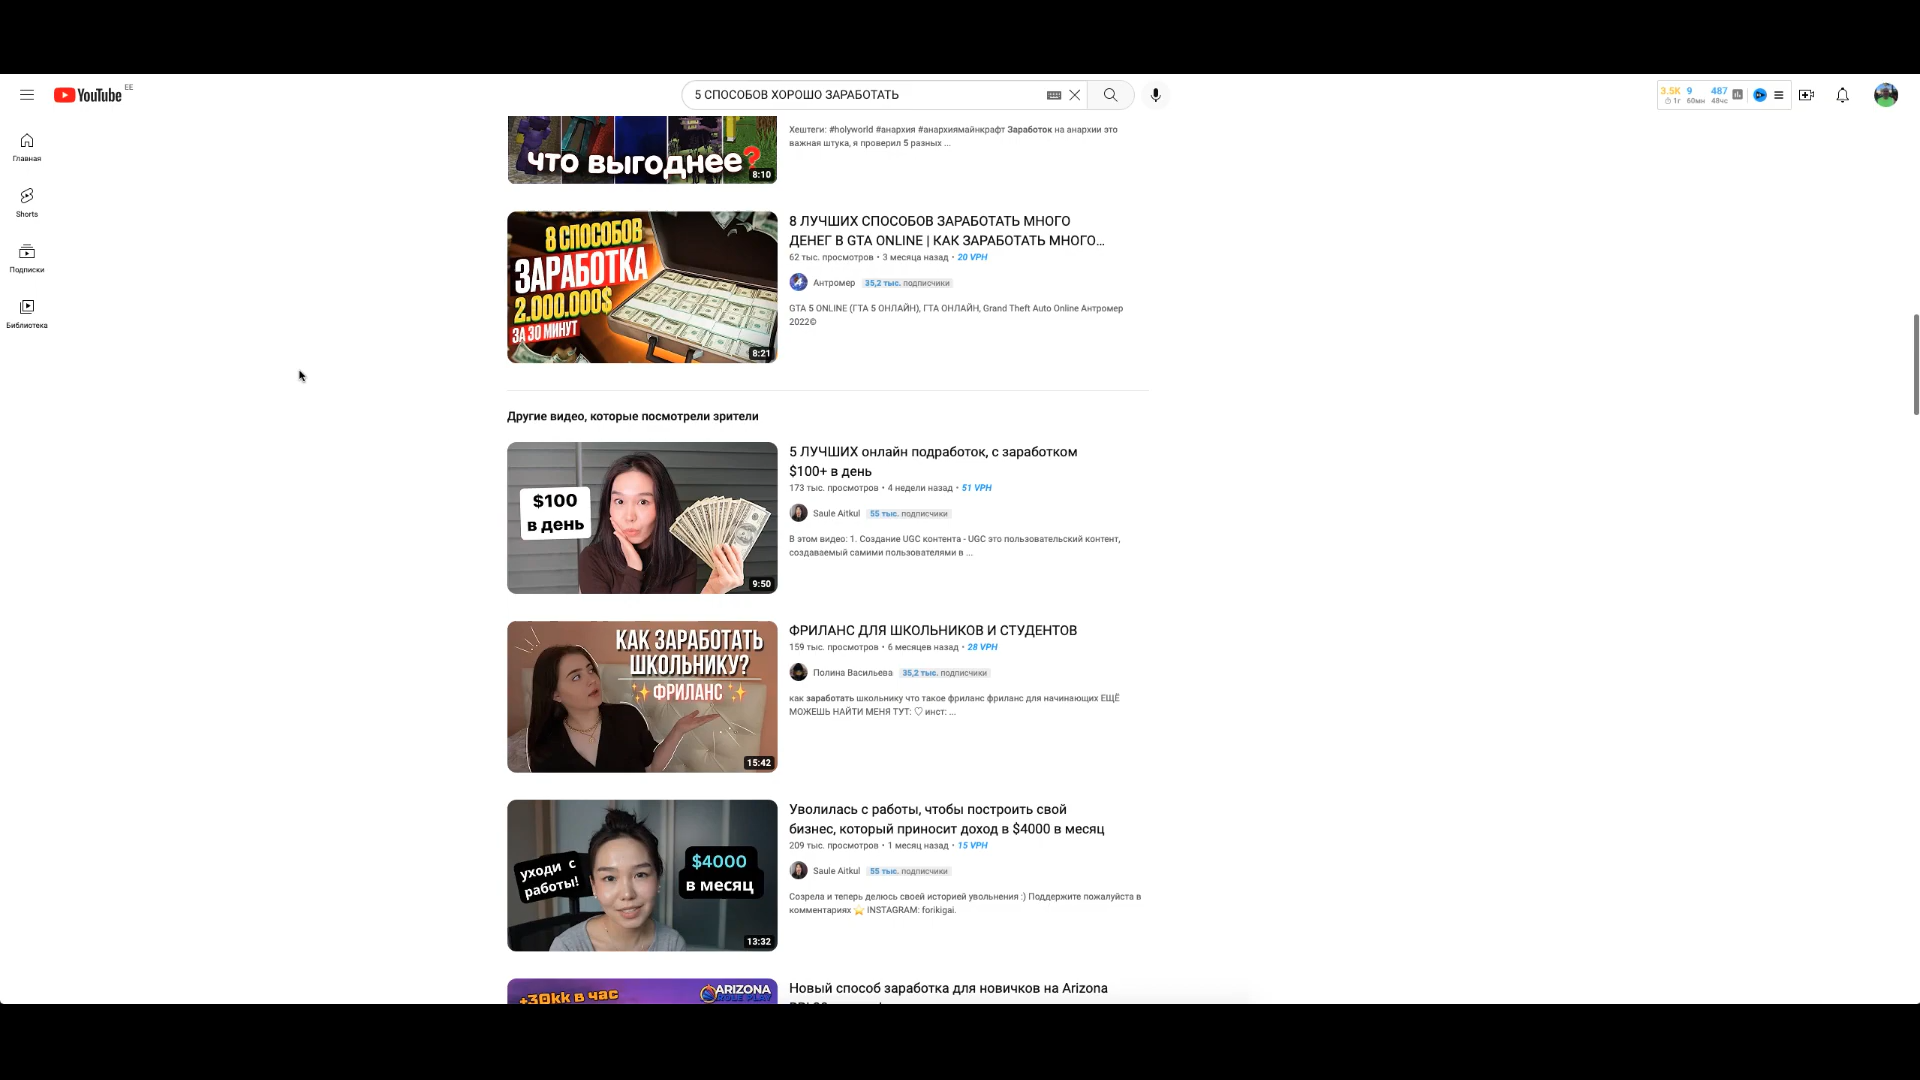 YouTube EE
5 СПОСОБОВ ХОРОШО ЗАРАБОТАТЬ
3.5K 9 487
1г 60мн 48чс
Главная
Shorts
Подписки
Библиотека
что выгоднее?
8:10
Хештеги: #holyworld #анархия #анархиямайнкрафт Заработок на анархии это
важная штука, я проверил 5 разных ...
8 СПОСОБОВ
ЗАРАБОТКА
2.000.000$
ЗА 30 МИНУТ
8:21
8 ЛУЧШИХ СПОСОБОВ ЗАРАБОТАТЬ МНОГО
ДЕНЕГ В GTA ONLINE | КАК ЗАРАБОТАТЬ МНОГО...
62 тыс. просмотров • 3 месяца назад • 20 VPH
Антромер 35,2 тыс. подписчики
GTA 5 ONLINE (ГТА 5 ОНЛАЙН), ГТА ОНЛАЙН, Grand Theft Auto Online Антромер
2022©
Другие видео, которые посмотрели зрители
$100
в день
9:50
5 ЛУЧШИХ онлайн подработок, с заработком
$100+ в день
173 тыс. просмотров • 4 недели назад • 51 VPH
Saule Aitkul 55 тыс. подписчики
В этом видео: 1. Создание UGC контента - UGC это пользовательский контент,
создаваемый самими пользователями в ...
КАК ЗАРАБОТАТЬ
ШКОЛЬНИКУ?
✨ФРИЛАНС✨
15:42
ФРИЛАНС ДЛЯ ШКОЛЬНИКОВ И СТУДЕНТОВ
159 тыс. просмотров • 6 месяцев назад • 28 VPH
Полина Васильева 35,2 тыс. подписчики
как заработать школьнику что такое фриланс фриланс для начинающих ЕЩЁ
МОЖЕШЬ НАЙТИ МЕНЯ ТУТ: ♡ инст: ...
уходи с
работы!
$4000
в месяц
13:32
Уволилась с работы, чтобы построить свой
бизнес, который приносит доход в $4000 в месяц
209 тыс. просмотров • 1 месяц назад • 15 VPH
Saule Aitkul 55 тыс. подписчики
Созрела и теперь делюсь своей историей увольнения :) Поддержите пожалуйста в
комментариях ⭐ INSTAGRAM: forikigai.
+30kk в час
ARIZONA
Новый способ заработка для новичков на Arizona